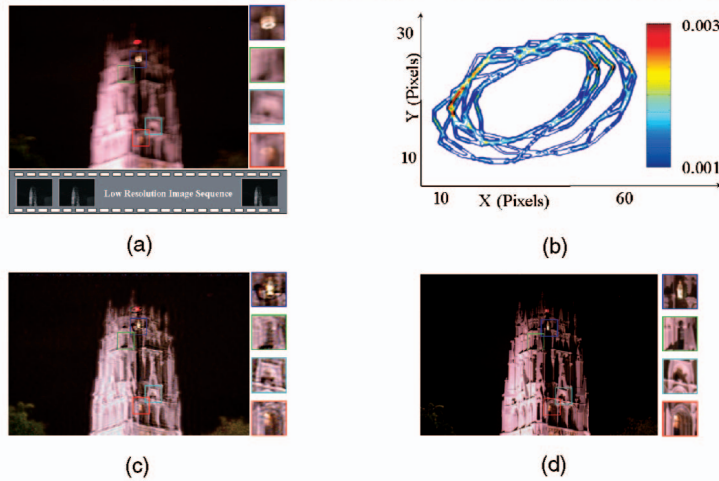 Low Resolution Image Sequence
(a)
30
Y (Pixels)
10
10
X (Pixels)
60
0.003
0.001
(b)
(c)
(d)